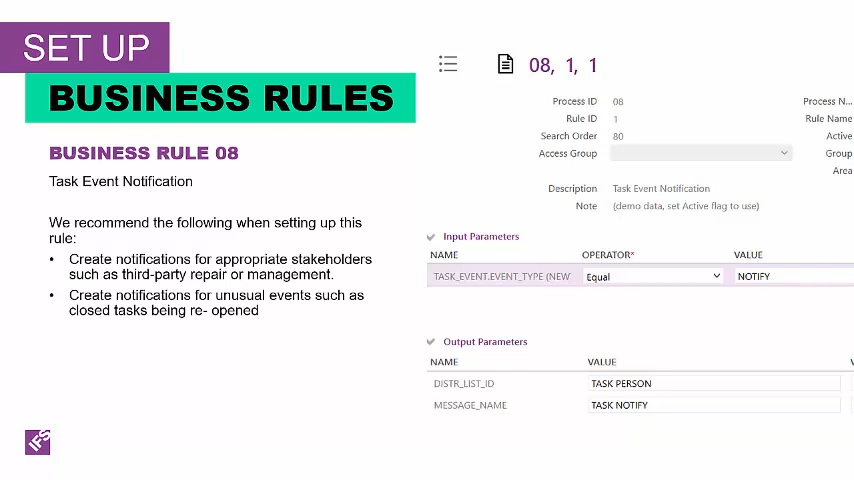 SET UP
BUSINESS RULES
BUSINESS RULE 08
Task Event Notification
We recommend the following when setting up this
rule:
• Create notifications for appropriate stakeholders
such as third-party repair or management.
• Create notifications for unusual events such as
closed tasks being re- opened
IFS
08, 1, 1
Process ID 08 Process N...
Rule ID 1 Rule Name
Search Order 80 Active
Access Group Group
Area
Description Task Event Notification
Note (demo data, set Active flag to use)
Input Parameters
NAME OPERATOR* VALUE
TASK_EVENT.EVENT_TYPE (NEW Equal NOTIFY
Output Parameters
NAME VALUE
DISTR_LIST_ID TASK PERSON
MESSAGE_NAME TASK NOTIFY